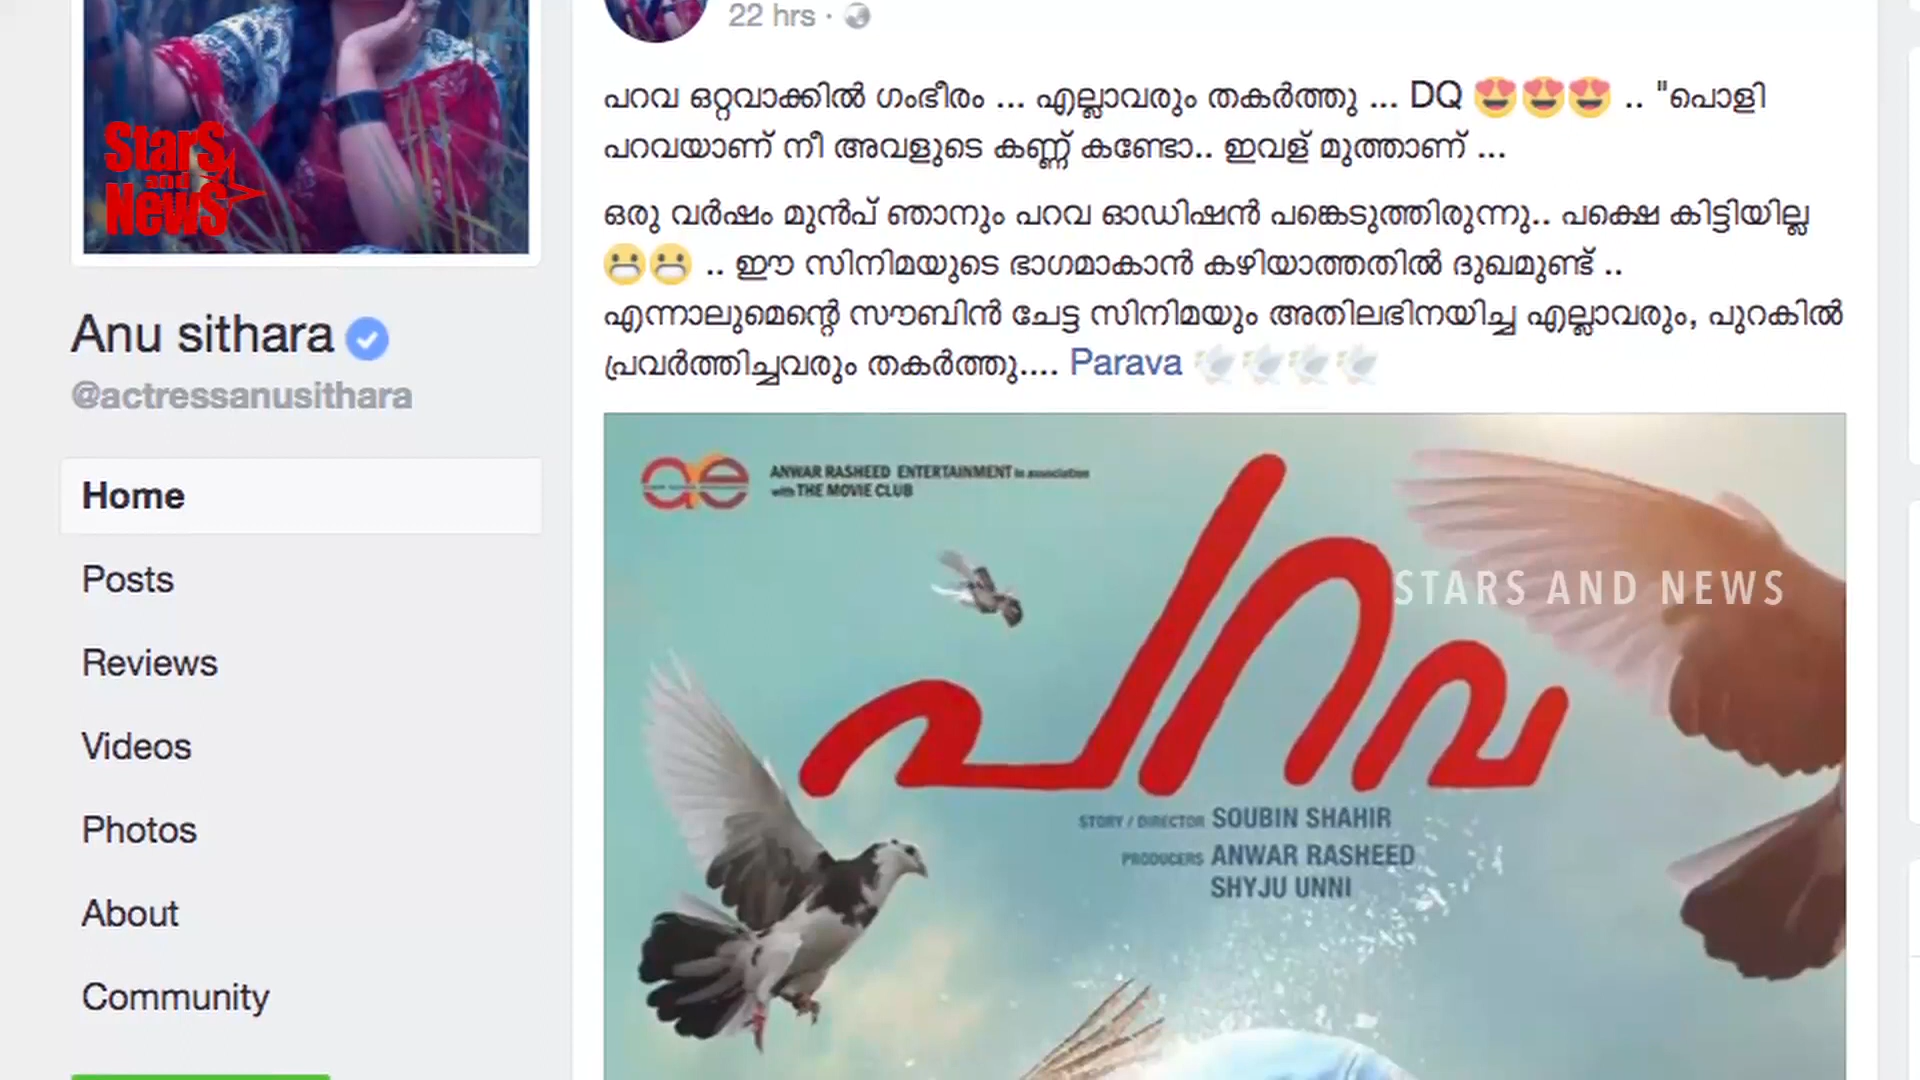 22 hrs ·
പറവ ഒറ്റവാക്കിൽ ഗംഭീരം ... എല്ലാവരും തകർത്തു ... DQ 😍😍😍 .. "പൊളി
പറവയാണ് നീ അവളുടെ കണ്ണ് കണ്ടോ.. ഇവള് മുത്താണ് ...
ഒരു വർഷം മുൻപ് ഞാനും പറവ ഓഡിഷൻ പങ്കെടുത്തിരുന്നു.. പക്ഷെ കിട്ടിയില്ല
😬😬 .. ഈ സിനിമയുടെ ഭാഗമാകാൻ കഴിയാത്തതിൽ ദുഖമുണ്ട് ..
എന്നാലുമെന്റെ സൗബിൻ ചേട്ട സിനിമയും അതിലഭിനയിച്ച എല്ലാവരും, പുറകിൽ
പ്രവർത്തിച്ചവരും തകർത്തു.... Parava 🕊🕊🕊🕊
Stars
and
News
Anu sithara
@actressanusithara
Home
Posts
Reviews
Videos
Photos
About
Community
ae
ANWAR RASHEED ENTERTAINMENT in association
with THE MOVIE CLUB
പറവ
STARS AND NEWS
STORY / DIRECTOR SOUBIN SHAHIR
PRODUCERS ANWAR RASHEED
SHYJU UNNI